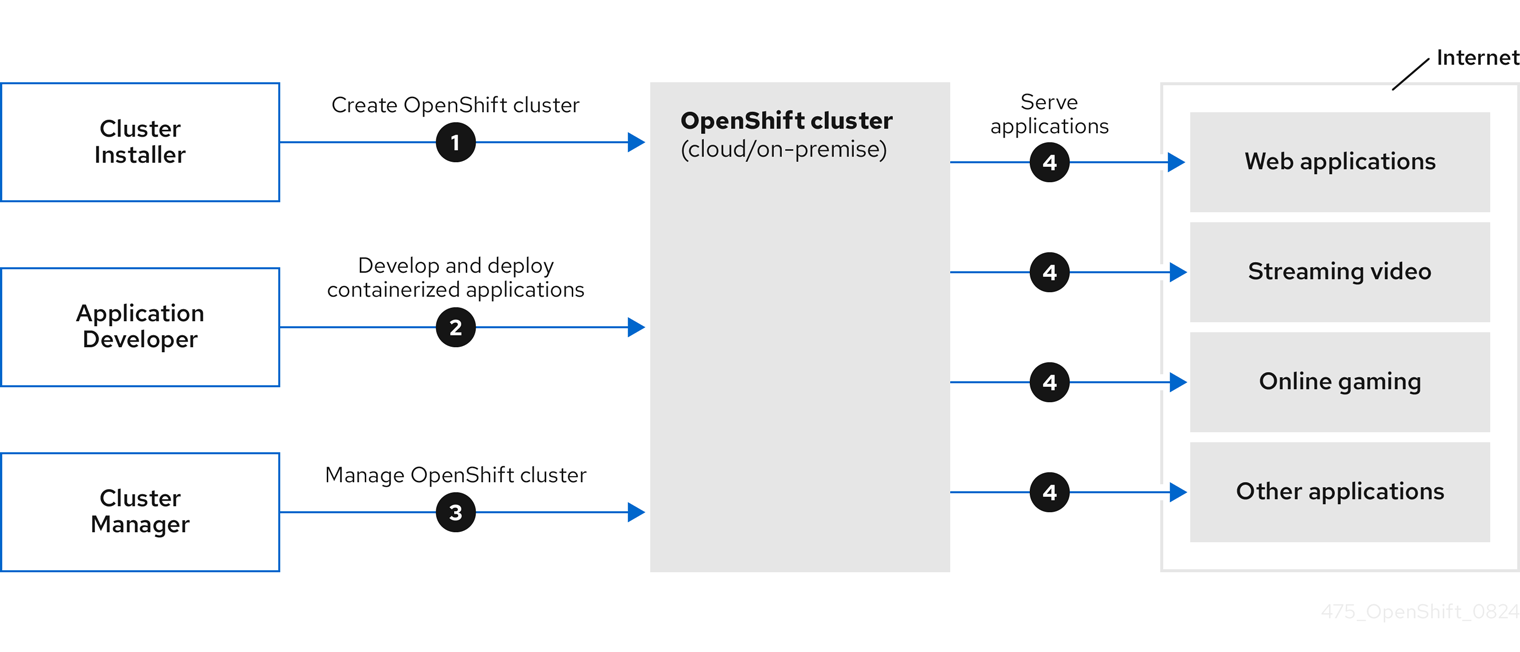 Internet
Cluster
Installer
Create OpenShift cluster
1
OpenShift cluster
(cloud/on-premise)
Serve
applications
4
Web applications
Application
Developer
Develop and deploy
containerized applications
2
4
Streaming video
4
Online gaming
Cluster
Manager
Manage OpenShift cluster
3
4
Other applications
475_OpenShift_0824